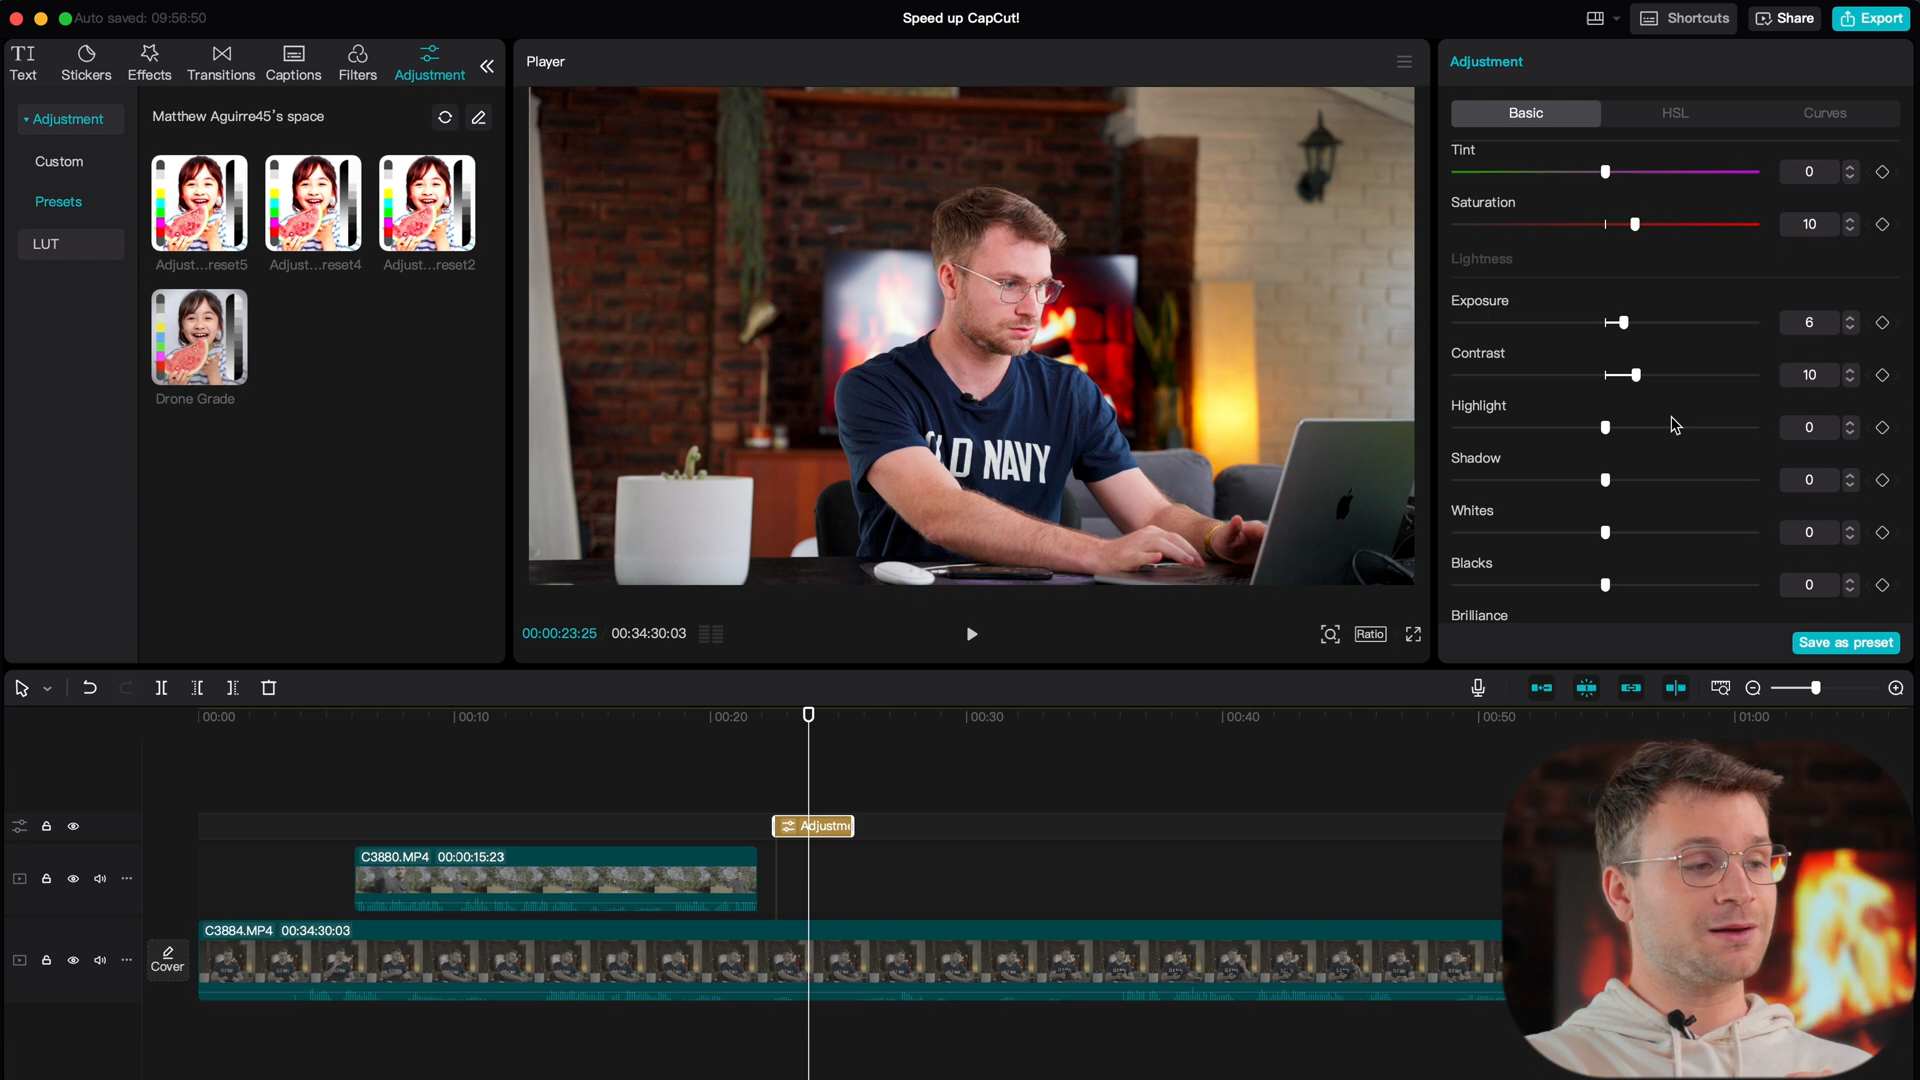 Auto saved: 09:56:50
Speed up CapCut!
Shortcuts
Share
Export
TI
Text
Stickers
Effects
Transitions
Captions
Filters
Adjustment
Adjustment
Custom
Presets
LUT
Matthew Aguirre45's space
Adjust...reset5
Adjust...reset4
Adjust...reset2
Drone Grade
Player
OLD NAVY
00:00:23:25
00:34:30:03
Ratio
Adjustment
Basic
HSL
Curves
Tint
0
Saturation
10
Lightness
Exposure
6
Contrast
10
Highlight
0
Shadow
0
Whites
0
Blacks
0
Brilliance
Save as preset
00:00
00:10
00:20
00:30
00:40
00:50
01:00
Adjustme
C3880.MP4 00:00:15:23
C3884.MP4 00:34:30:03
Cover